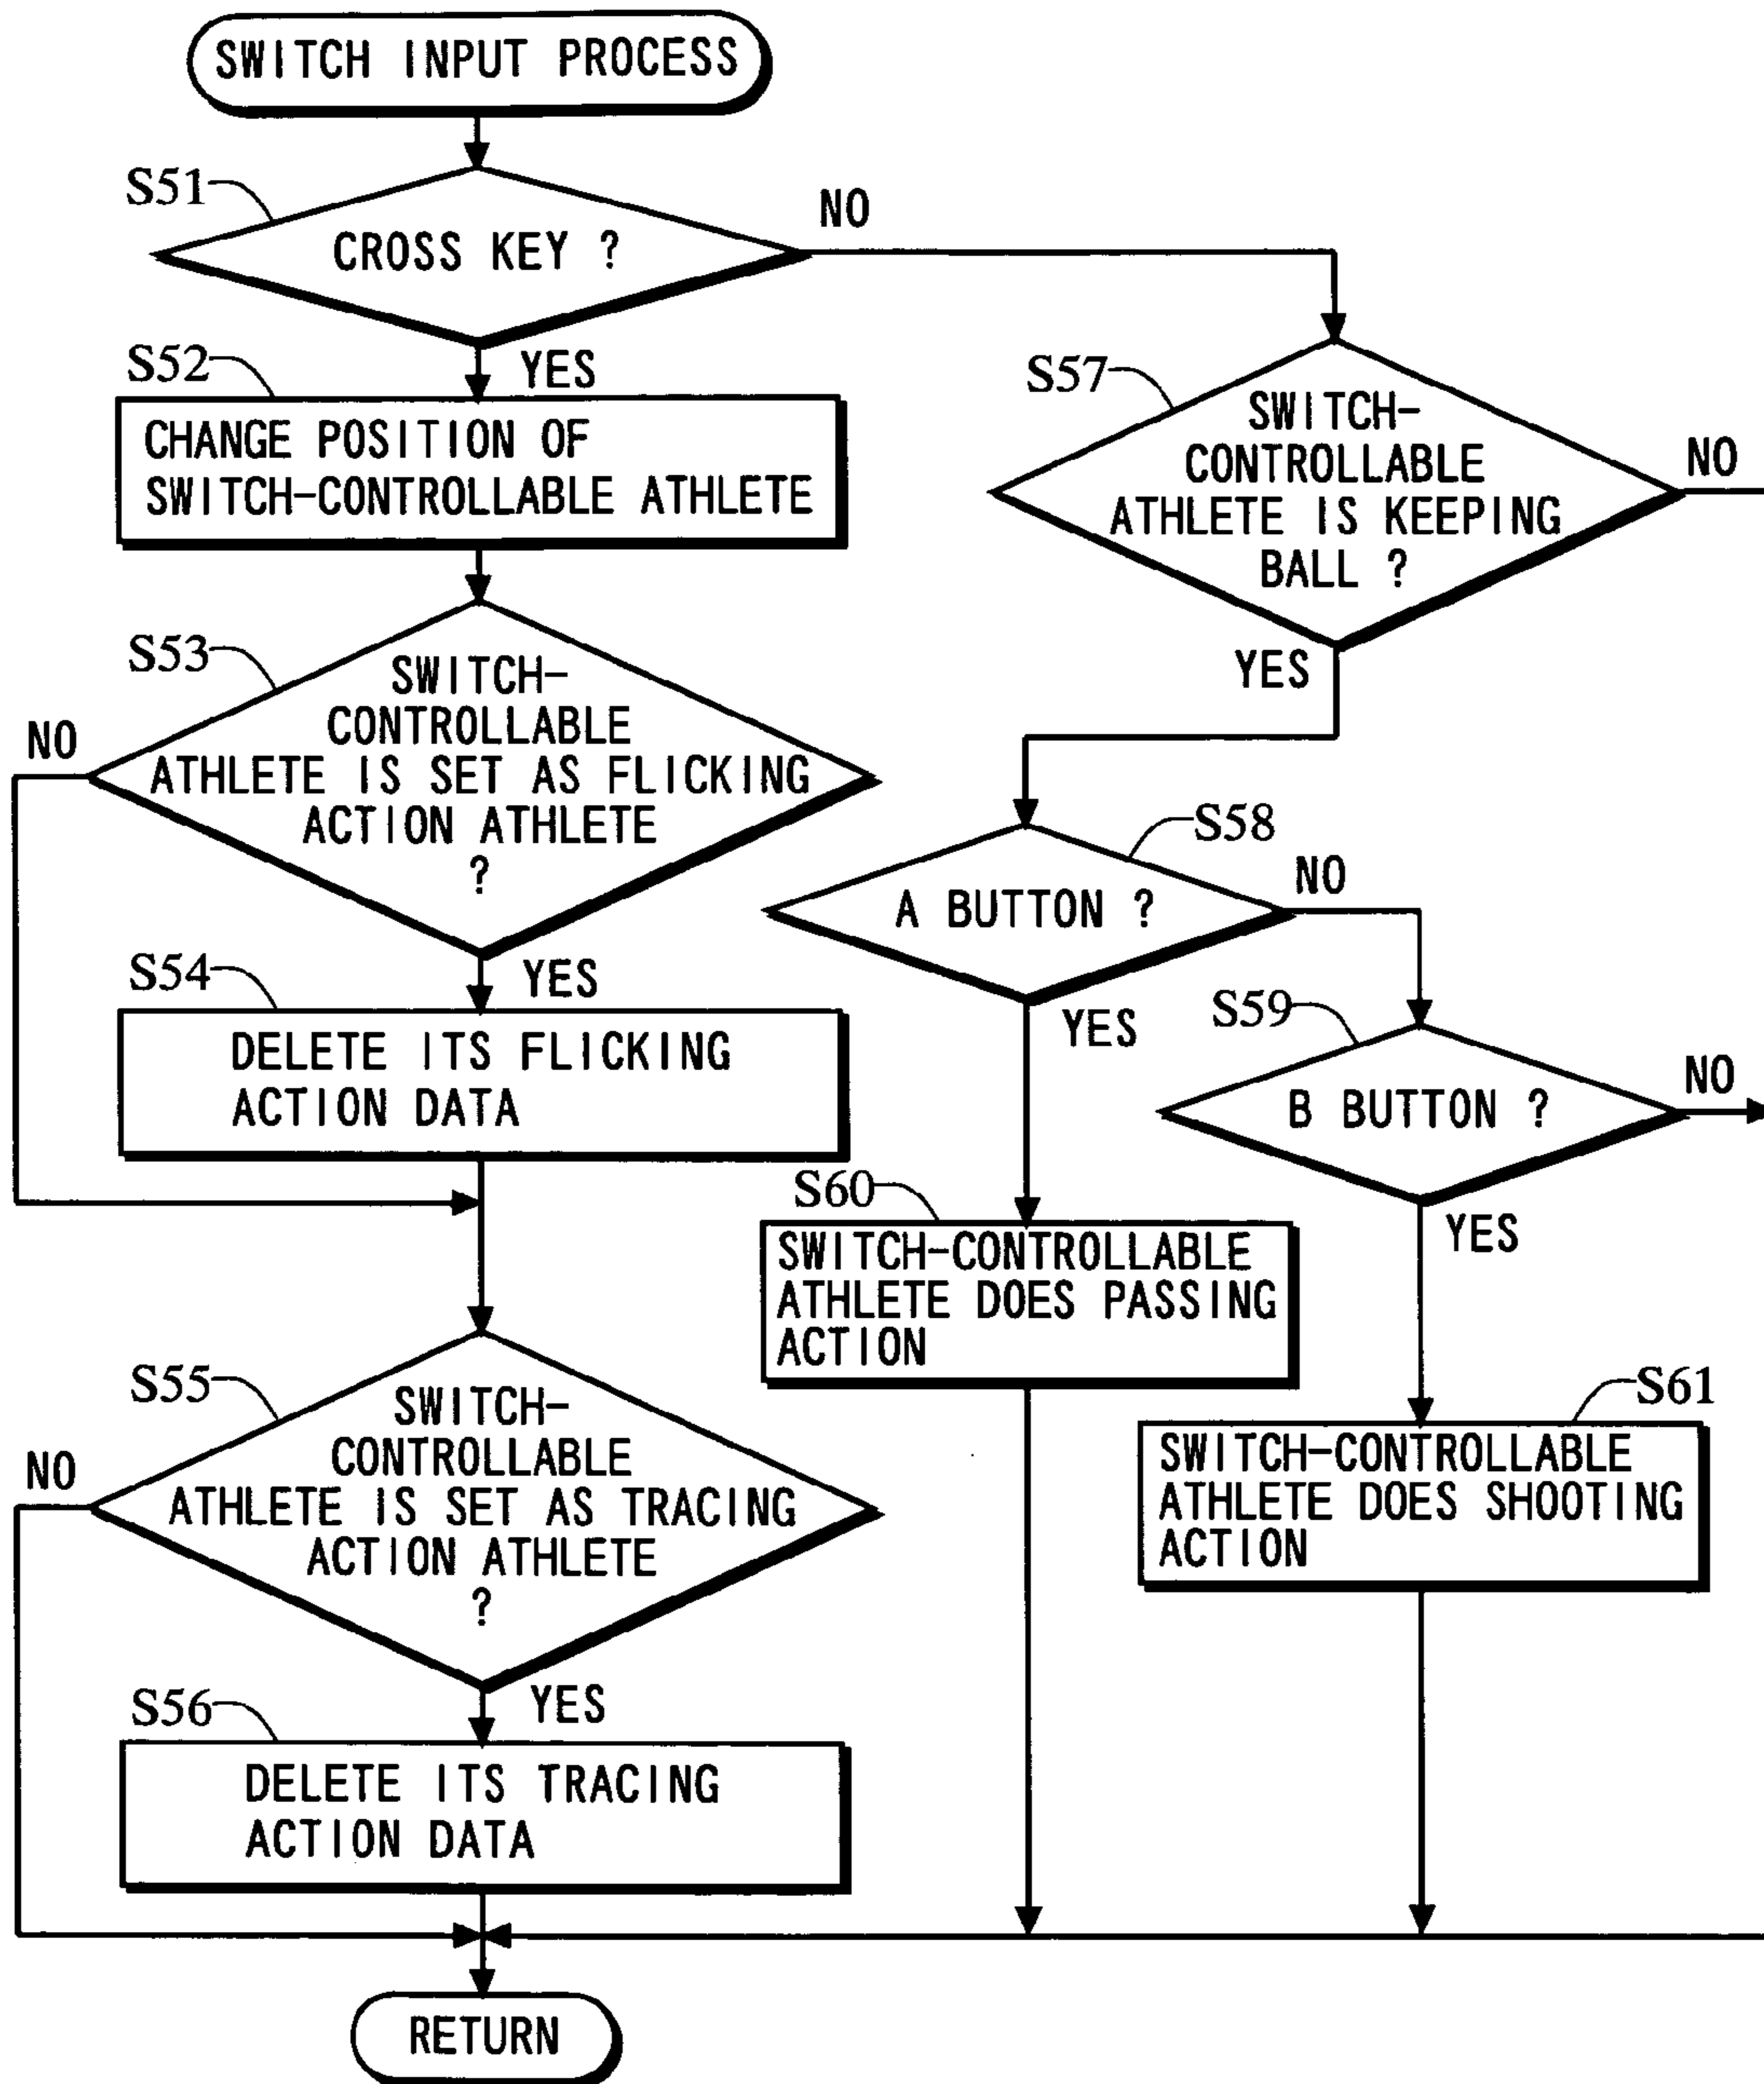 SWITCH INPUT PROCESS
S51
CROSS KEY ?
NO
YES
S52
CHANGE POSITION OF
SWITCH-CONTROLLABLE ATHLETE
S53
SWITCH-
CONTROLLABLE
ATHLETE IS SET AS FLICKING
ACTION ATHLETE
?
NO
YES
S54
DELETE ITS FLICKING
ACTION DATA
S55
SWITCH-
CONTROLLABLE
ATHLETE IS SET AS TRACING
ACTION ATHLETE
?
NO
YES
S56
DELETE ITS TRACING
ACTION DATA
S57
SWITCH-
CONTROLLABLE
ATHLETE IS KEEPING
BALL ?
NO
YES
S58
A BUTTON ?
NO
YES
S59
B BUTTON ?
NO
YES
S60
SWITCH-CONTROLLABLE
ATHLETE DOES PASSING
ACTION
S61
SWITCH-CONTROLLABLE
ATHLETE DOES SHOOTING
ACTION
RETURN